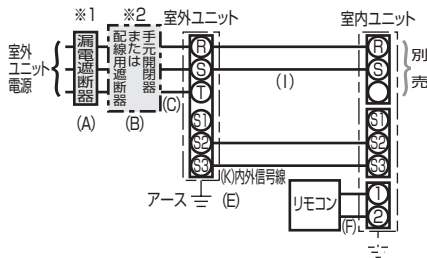 ※1
※2
室外ユニット
室内ユニット
室外
ユニット
電源
漏電遮断器
手元開閉器
または
配線用遮断器
R
S
T
S1
S2
S3
R
S
S1
S2
S3
1
2
別
売
(A)
(B)
(C)
(I)
(K)内外信号線
アース
(E)
リモコン
(F)